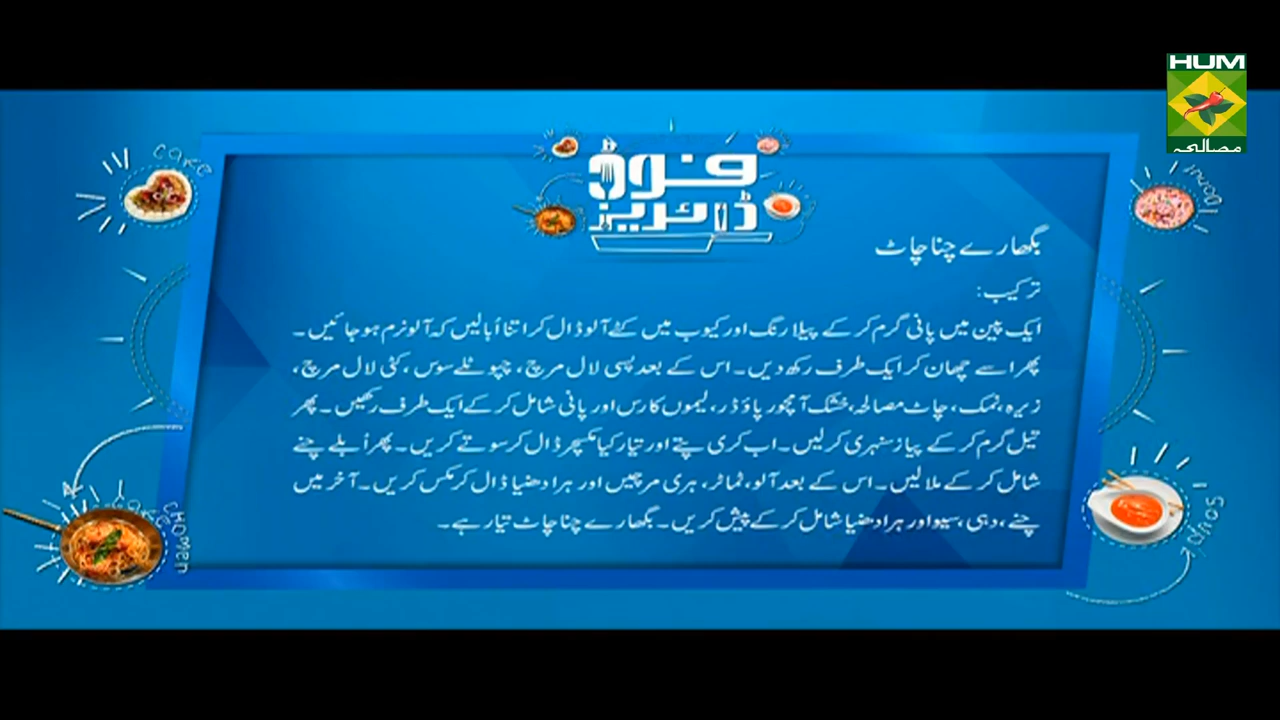 HUM
مصالحہ
cake
Donut
فوڈ
ڈائریز
بگھارے چنا چاٹ
ترکیب:
ایک پین میں پانی گرم کر کے پیلا رنگ اور کیوب میں کٹے آلو ڈال کر اتنا اُبالیں کہ آلو نرم ہو جائیں۔
پھر اسے چھان کر ایک طرف رکھ دیں۔ اس کے بعد پسی لال مرچ، چپوٹلے سوس، کٹی لال مرچ،
زیرہ، نمک، چاٹ مصالحہ، خشک آمچور پاؤڈر، لیموں کا رس اور پانی شامل کر کے ایک طرف رکھیں۔ پھر
تیل گرم کر کے پیاز سنہری کر لیں۔ اب کری پتے اور تیار کیا مکسچر ڈال کر سوتے کریں۔ پھر اُبلے چنے
شامل کر کے ملا لیں۔ اس کے بعد آلو، ٹماٹر، ہری مرچیں اور ہرا دھنیا ڈال کر مکس کریں۔ آخر میں
چنے، دہی، سیو اور ہرا دھنیا شامل کر کے پیش کریں۔ بگھارے چنا چاٹ تیار ہے۔
CHOWMEIN
Soup